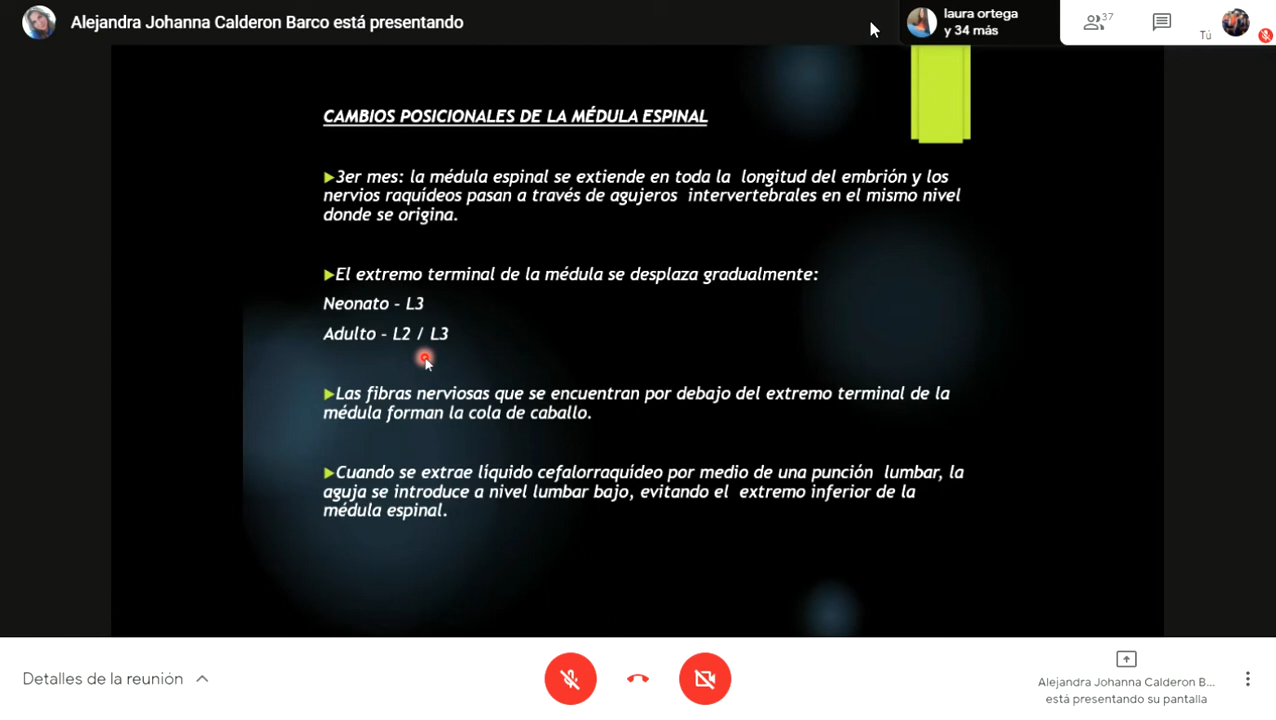 Alejandra Johanna Calderon Barco está presentando
laura ortega
y 34 más
37
Tú
CAMBIOS POSICIONALES DE LA MÉDULA ESPINAL
3er mes: la médula espinal se extiende en toda la longitud del embrión y los
nervios raquídeos pasan a través de agujeros intervertebrales en el mismo nivel
donde se origina.
El extremo terminal de la médula se desplaza gradualmente:
Neonato – L3
Adulto – L2 / L3
Las fibras nerviosas que se encuentran por debajo del extremo terminal de la
médula forman la cola de caballo.
Cuando se extrae líquido cefalorraquídeo por medio de una punción lumbar, la
aguja se introduce a nivel lumbar bajo, evitando el extremo inferior de la
médula espinal.
Detalles de la reunión
Alejandra Johanna Calderon B...
está presentando su pantalla